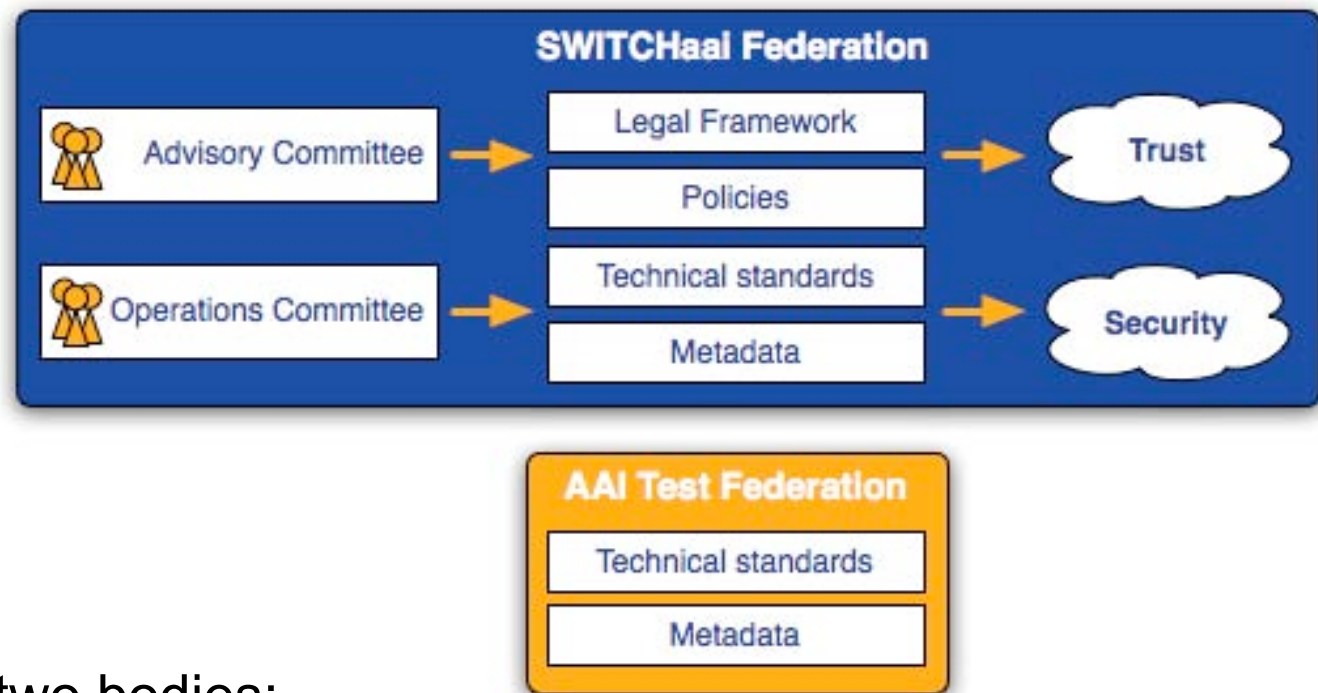 SWITCHaai Federation
Advisory Committee
Legal Framework
Policies
Trust
Operations Committee
Technical standards
Metadata
Security
AAI Test Federation
Technical standards
Metadata
two bodies: